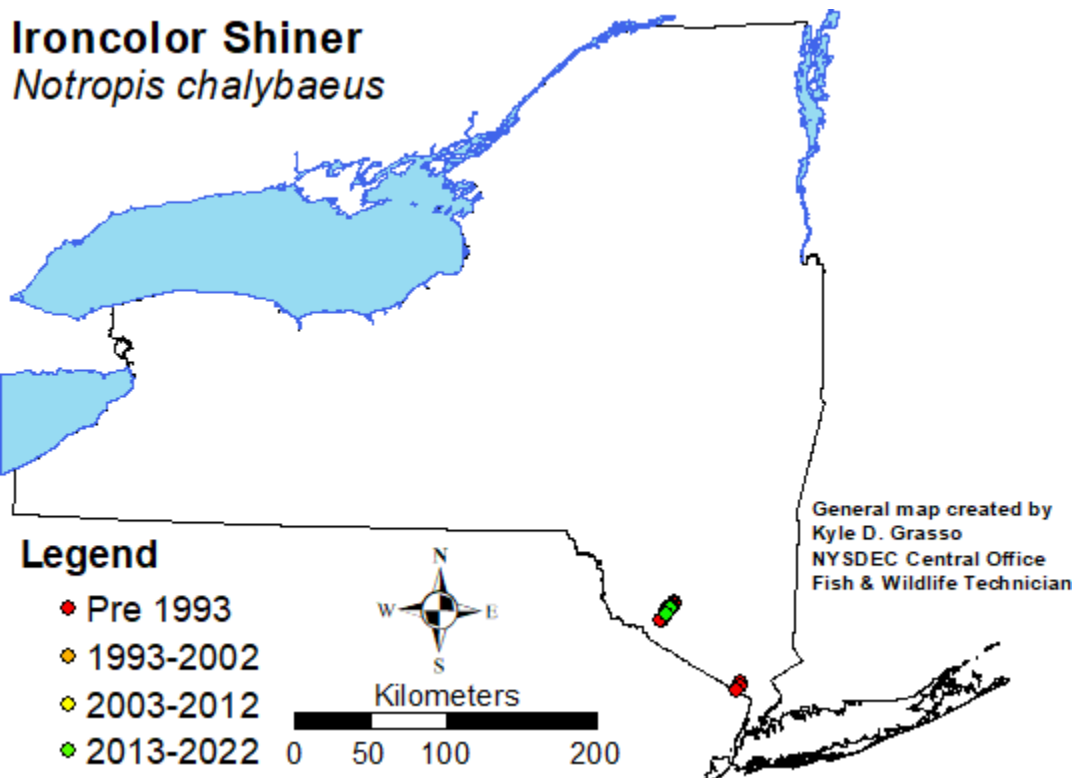 Ironcolor Shiner
Notropis chalybaeus
General map created by
Kyle D. Grasso
NYSDEC Central Office
Fish & Wildlife Technician
Legend
Pre 1993
1993-2002
2003-2012
2013-2022
N
W E
S
Kilometers
0 50 100 200